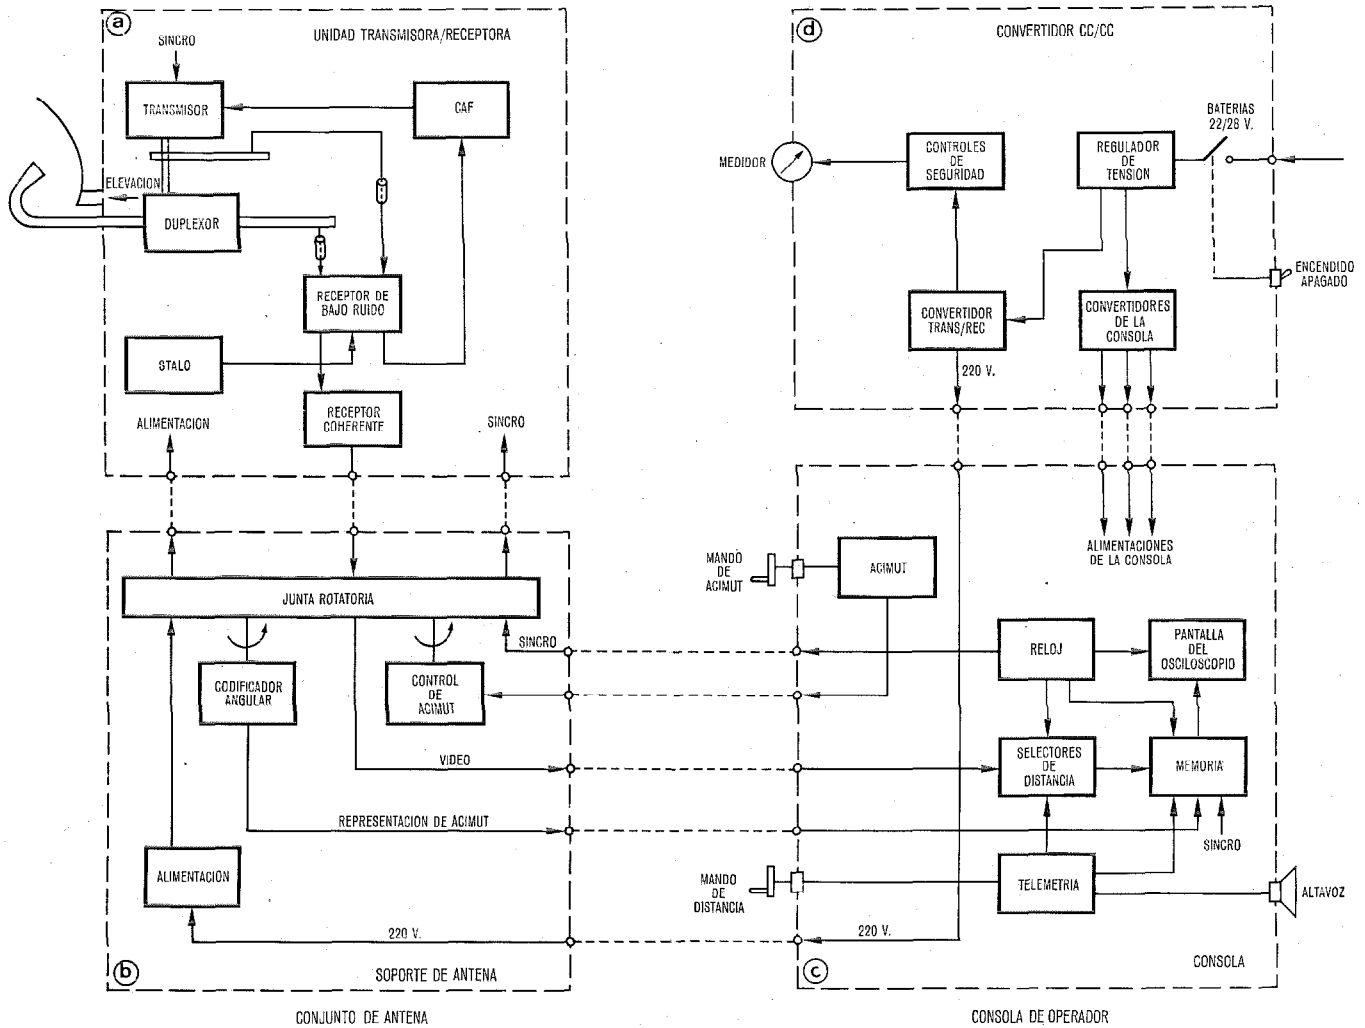 a
UNIDAD TRANSMISORA/RECEPTORA
SINCRO
TRANSMISOR
CAF
ELEVACION
DUPLEXOR
RECEPTOR DE
BAJO RUIDO
STALO
RECEPTOR
COHERENTE
ALIMENTACION
SINCRO
d
CONVERTIDOR CC/CC
BATERIAS
22/28 V.
MEDIDOR
CONTROLES
DE
SEGURIDAD
REGULADOR
DE
TENSION
ENCENDIDO
APAGADO
CONVERTIDOR
TRANS/REC
CONVERTIDORES
DE LA
CONSOLA
220 V.
JUNTA ROTATORIA
SINCRO
CODIFICADOR
ANGULAR
CONTROL
DE
ACIMUT
VIDEO
REPRESENTACION DE ACIMUT
ALIMENTACION
220 V.
b
SOPORTE DE ANTENA
CONJUNTO DE ANTENA
ALIMENTACIONES
DE LA CONSOLA
MANDO
DE
ACIMUT
ACIMUT
RELOJ
PANTALLA
DEL
OSCILOSCOPIO
SELECTORES
DE
DISTANCIA
MEMORIA
SINCRO
MANDO
DE
DISTANCIA
TELEMETRIA
ALTAVOZ
220 V.
c
CONSOLA
CONSOLA DE OPERADOR